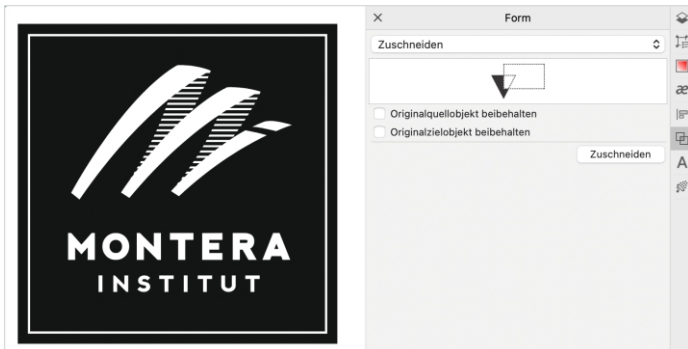 Form
Zuschneiden
Originalquellobjekt beibehalten
Originalzielobjekt beibehalten
Zuschneiden
MONTERA
INSTITUT